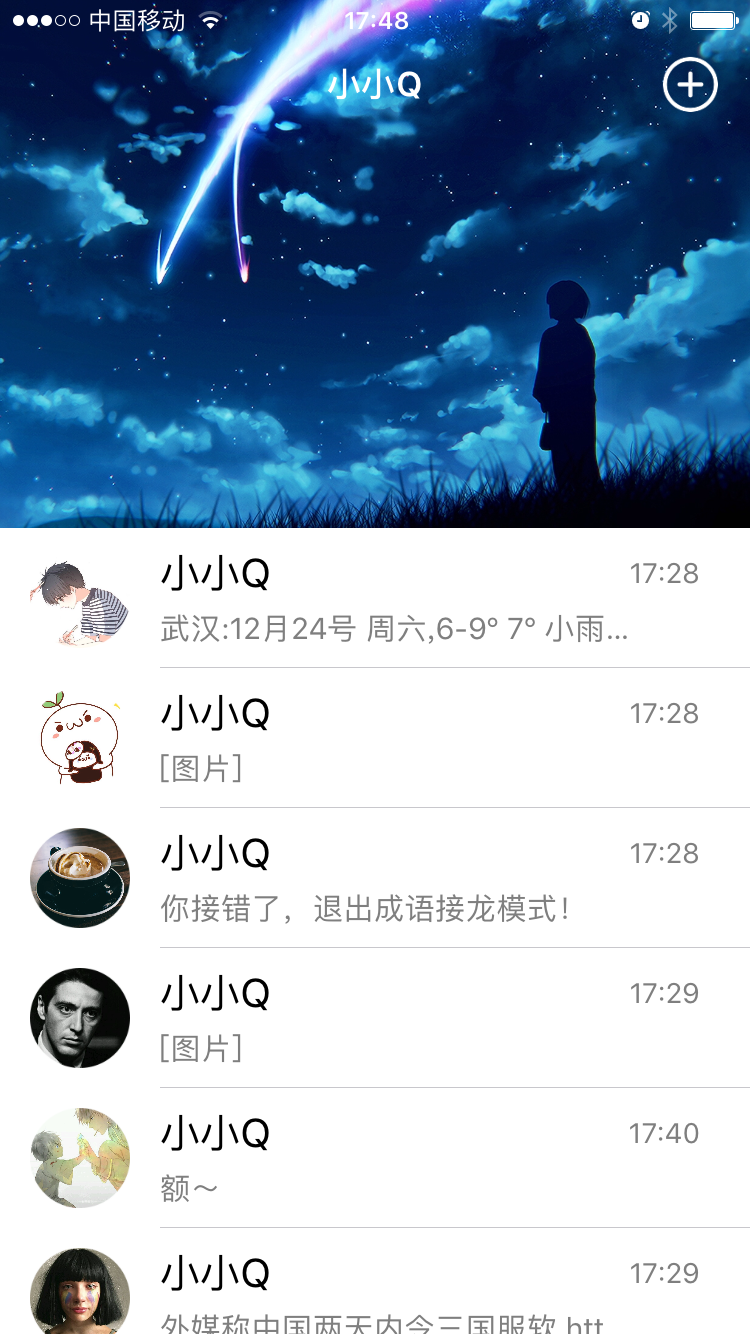 中国移动
17:48
小小Q
小小Q
17:28
武汉:12月24号 周六,6-9° 7° 小雨...
小小Q
17:28
[图片]
小小Q
17:28
你接错了，退出成语接龙模式！
小小Q
17:29
[图片]
小小Q
17:40
额～
小小Q
17:29
外媒称中国两天内令三国服软 htt